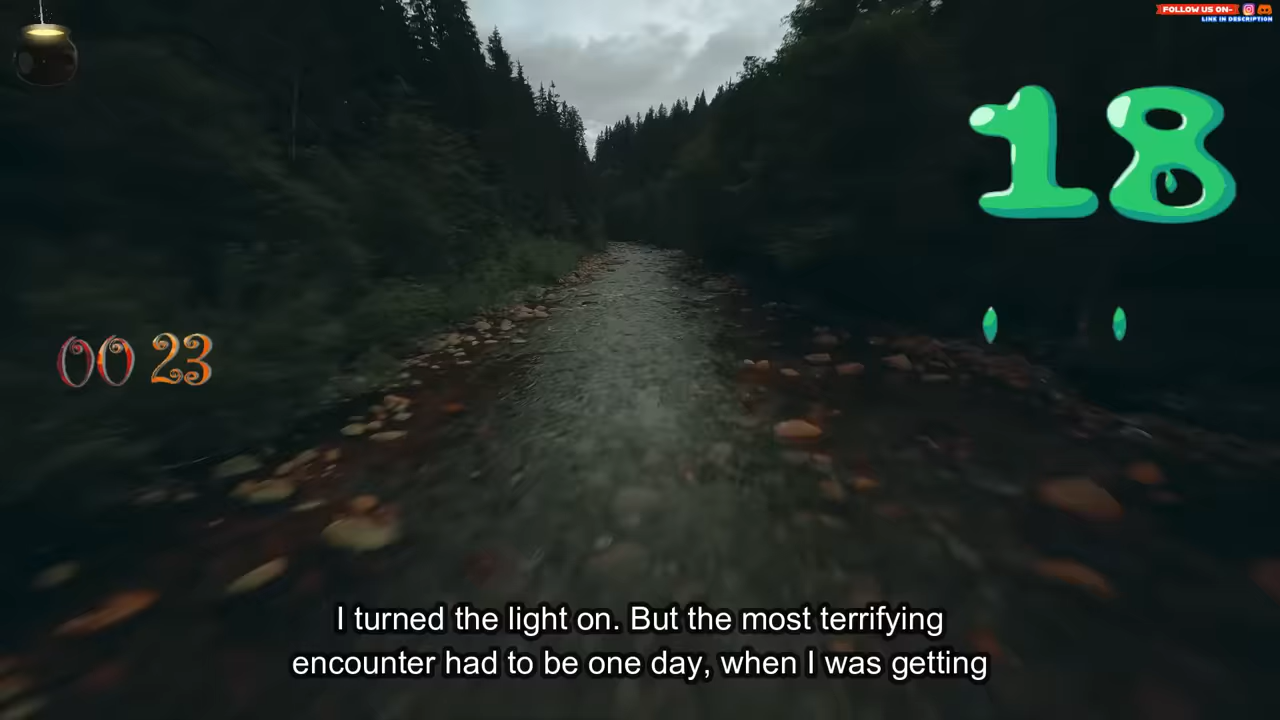 FOLLOW US ON-
LINK IN DESCRIPTION
18
00 23
I turned the light on. But the most terrifying
encounter had to be one day, when I was getting